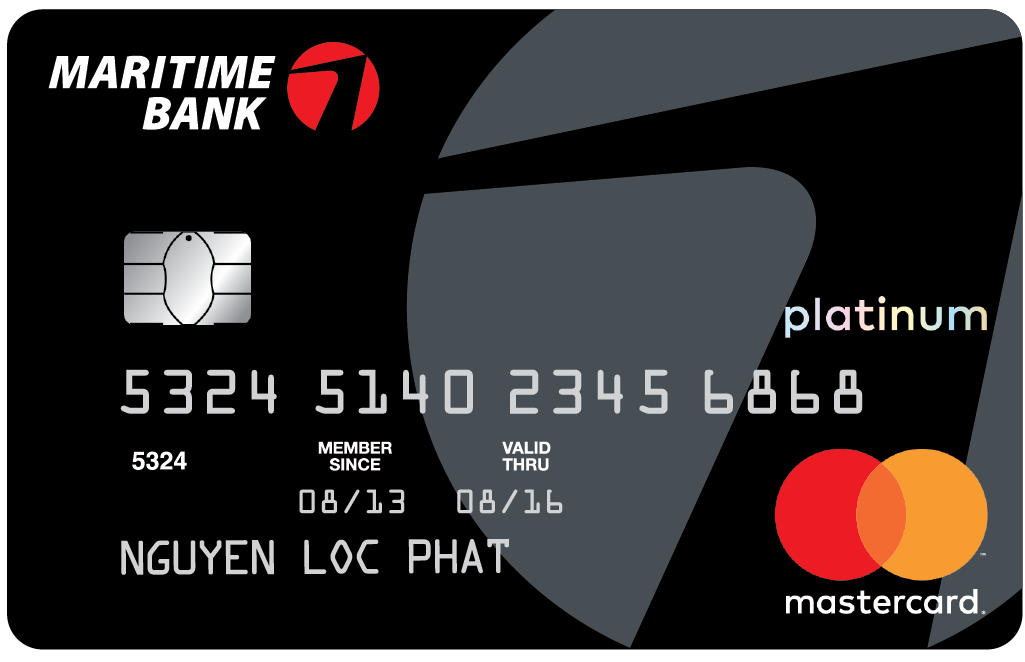 MARITIME
BANK
platinum
5324 5140 2345 6868
5324
MEMBER
SINCE
VALID
THRU
08/13 08/16
NGUYEN LOC PHAT
mastercard.